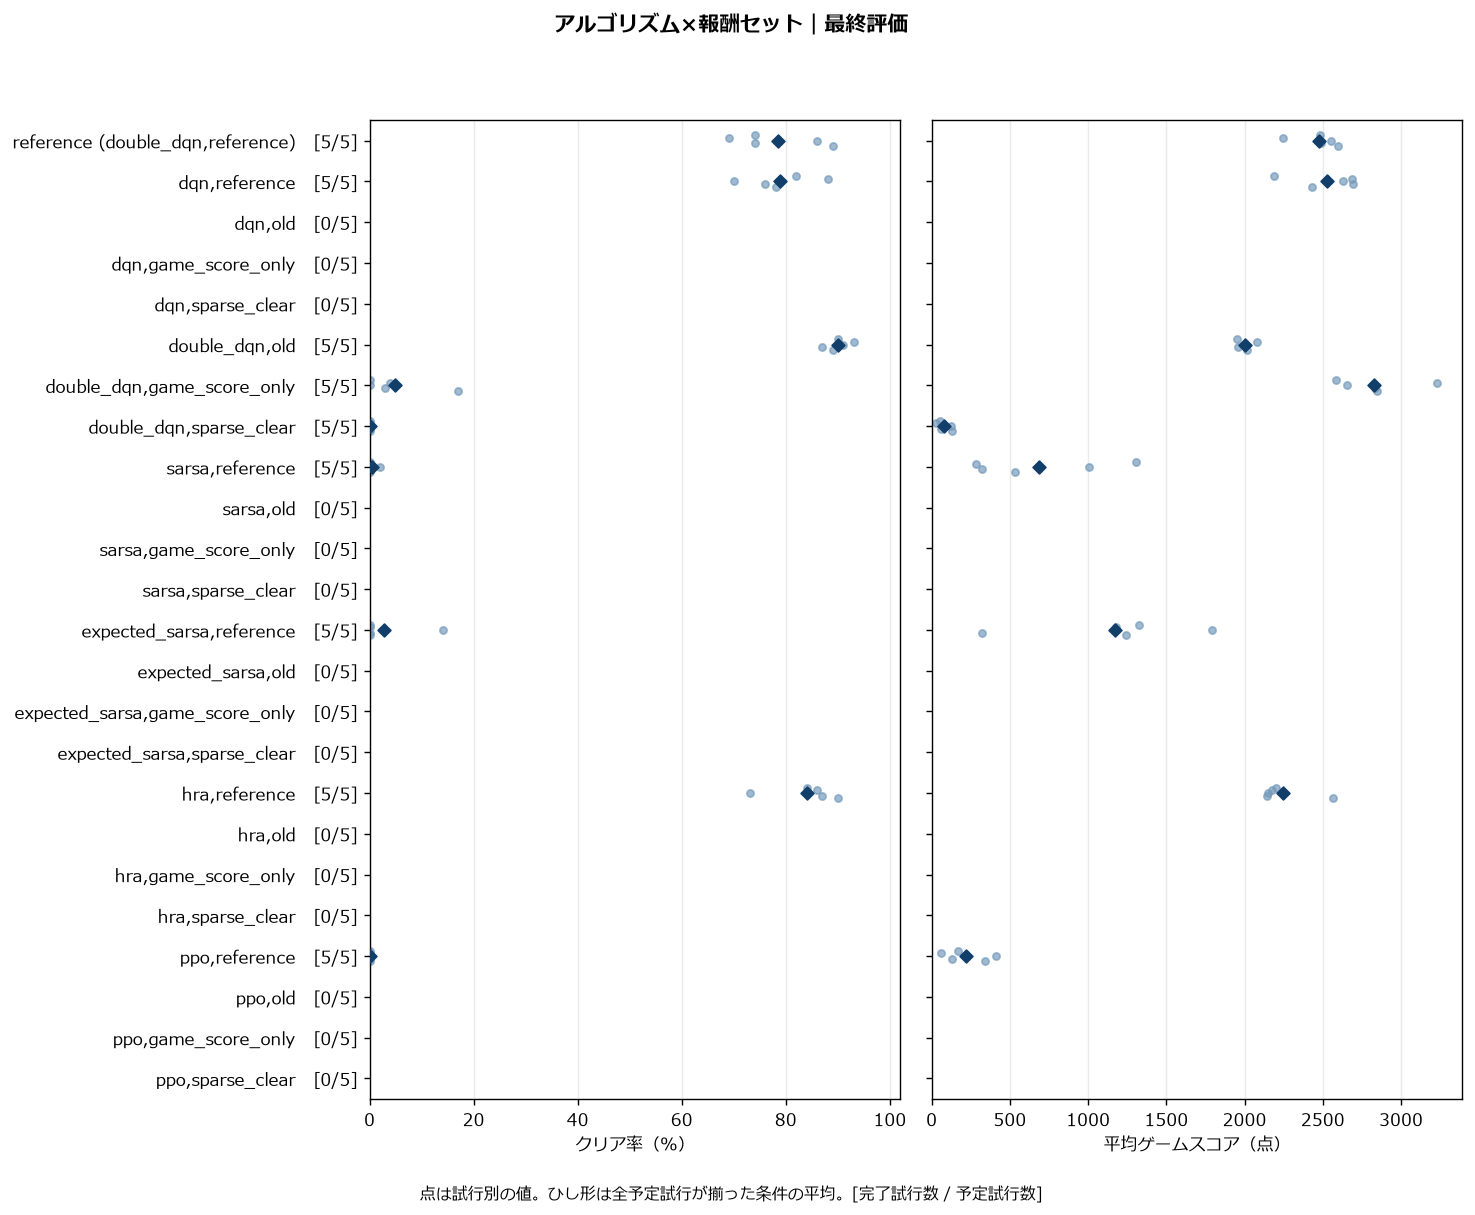 アルゴリズム×報酬セット | 最終評価
reference (double_dqn,reference) [5/5]
dqn,reference [5/5]
dqn,old [0/5]
dqn,game_score_only [0/5]
dqn,sparse_clear [0/5]
double_dqn,old [5/5]
double_dqn,game_score_only [5/5]
double_dqn,sparse_clear [5/5]
sarsa,reference [5/5]
sarsa,old [0/5]
sarsa,game_score_only [0/5]
sarsa,sparse_clear [0/5]
expected_sarsa,reference [5/5]
expected_sarsa,old [0/5]
expected_sarsa,game_score_only [0/5]
expected_sarsa,sparse_clear [0/5]
hra,reference [5/5]
hra,old [0/5]
hra,game_score_only [0/5]
hra,sparse_clear [0/5]
ppo,reference [5/5]
ppo,old [0/5]
ppo,game_score_only [0/5]
ppo,sparse_clear [0/5]
0 20 40 60 80 100
クリア率（%）
0 500 1000 1500 2000 2500 3000
平均ゲームスコア（点）
点は試行別の値。ひし形は全予定試行が揃った条件の平均。[完了試行数 / 予定試行数]